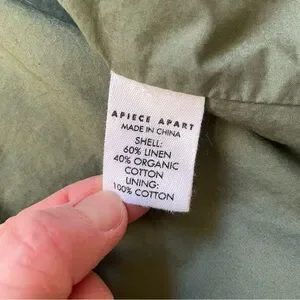 APIECE APART
MADE IN CHINA
SHELL:
60% LINEN
40% ORGANIC
COTTON
LINING:
100% COTTON